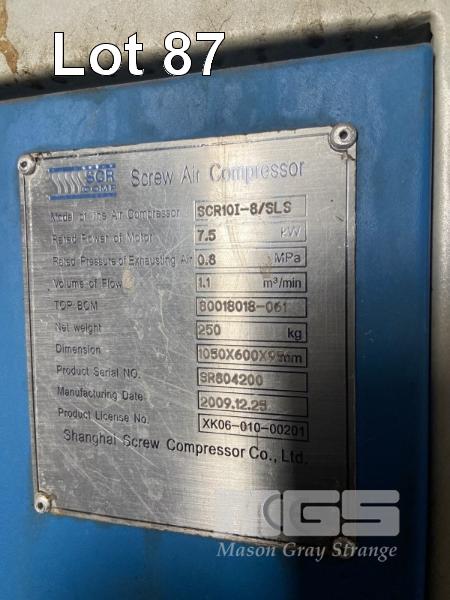 Lot 87
SCR COMP Screw Air Compressor
Model of The Air Compressor SCR10I-8/SLS
Rated Power of Motor 7.5 KW
Rated Pressure of Exhausting Air 0.8 MPa
Volume of Flow 1.1 m³/min
TOP-BOM 80018018-061
Net weight 250 kg
Dimension
Product Serial NO. SR804200
Manufacturing Date 2009.12.25
Product License No. XK06-010-00201
Shanghai Screw Compressor Co., Ltd.
MGS
Mason Gray Strange